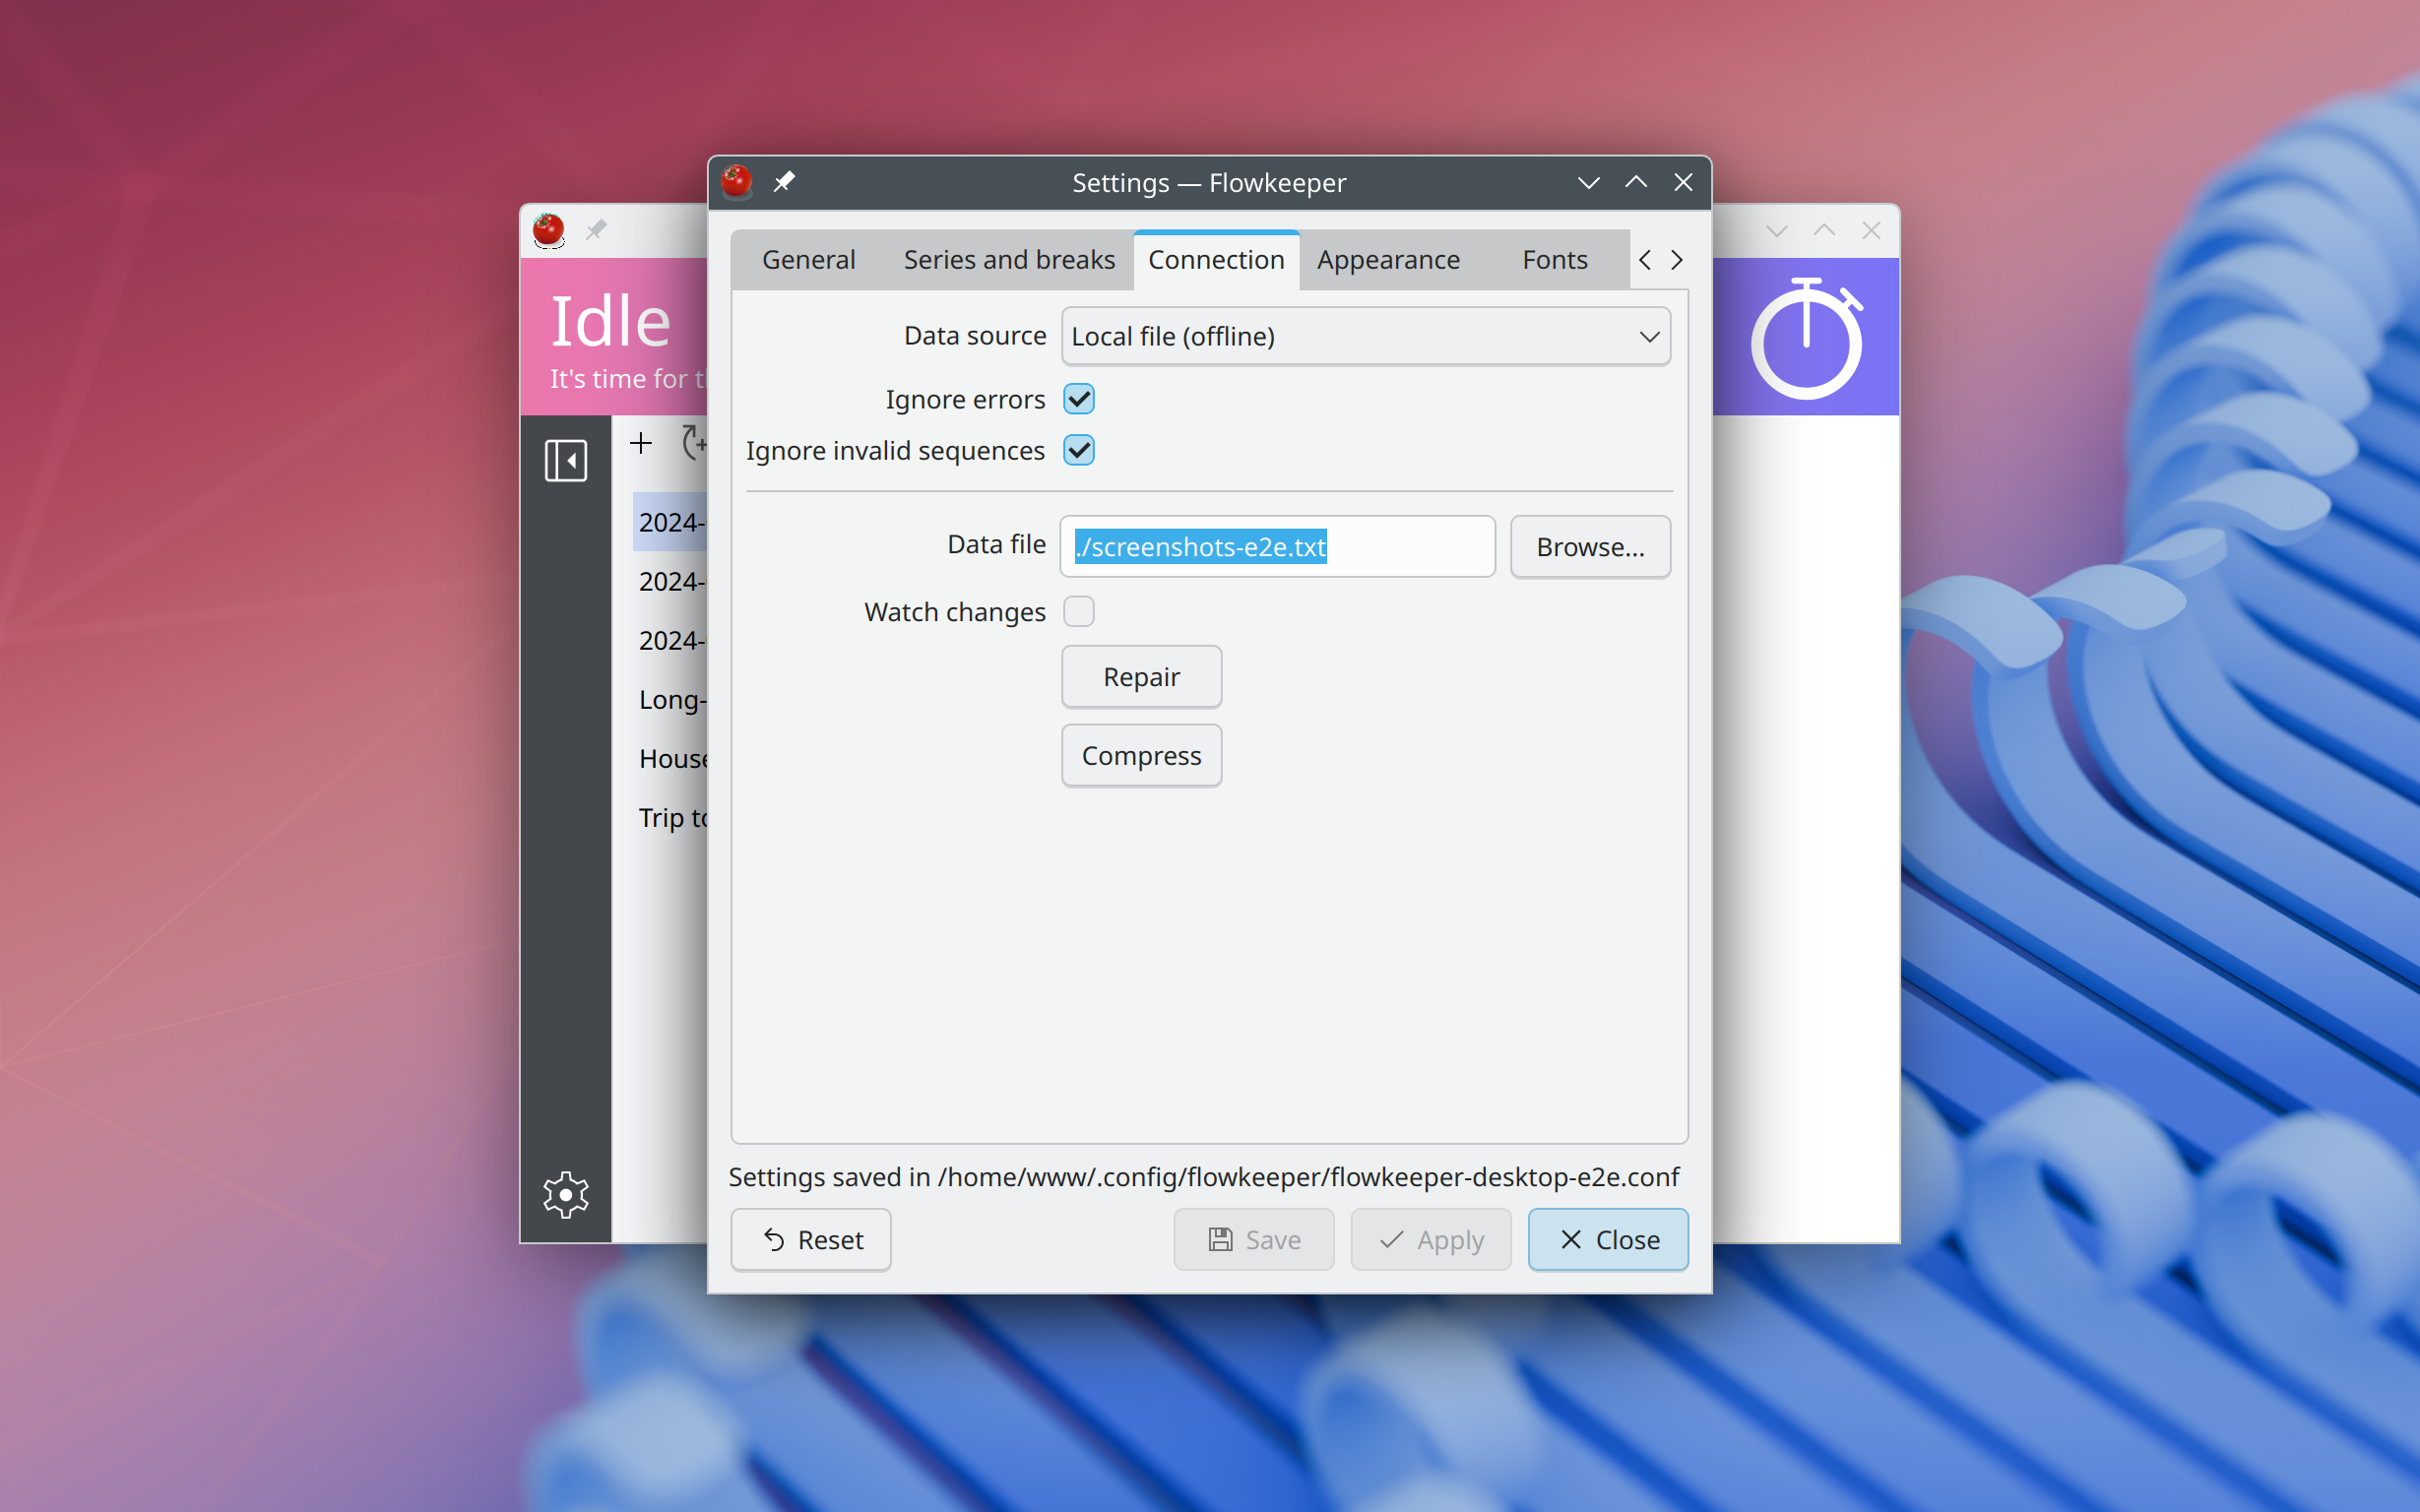 Settings — Flowkeeper
General Series and breaks Connection Appearance Fonts
Data source Local file (offline)
Ignore errors
Ignore invalid sequences
Data file ./screenshots-e2e.txt Browse...
Watch changes
Repair
Compress
Settings saved in /home/www/.config/flowkeeper/flowkeeper-desktop-e2e.conf
Reset Save Apply Close
Idle
It's time for
2024-
2024-
2024-
Long-
House
Trip